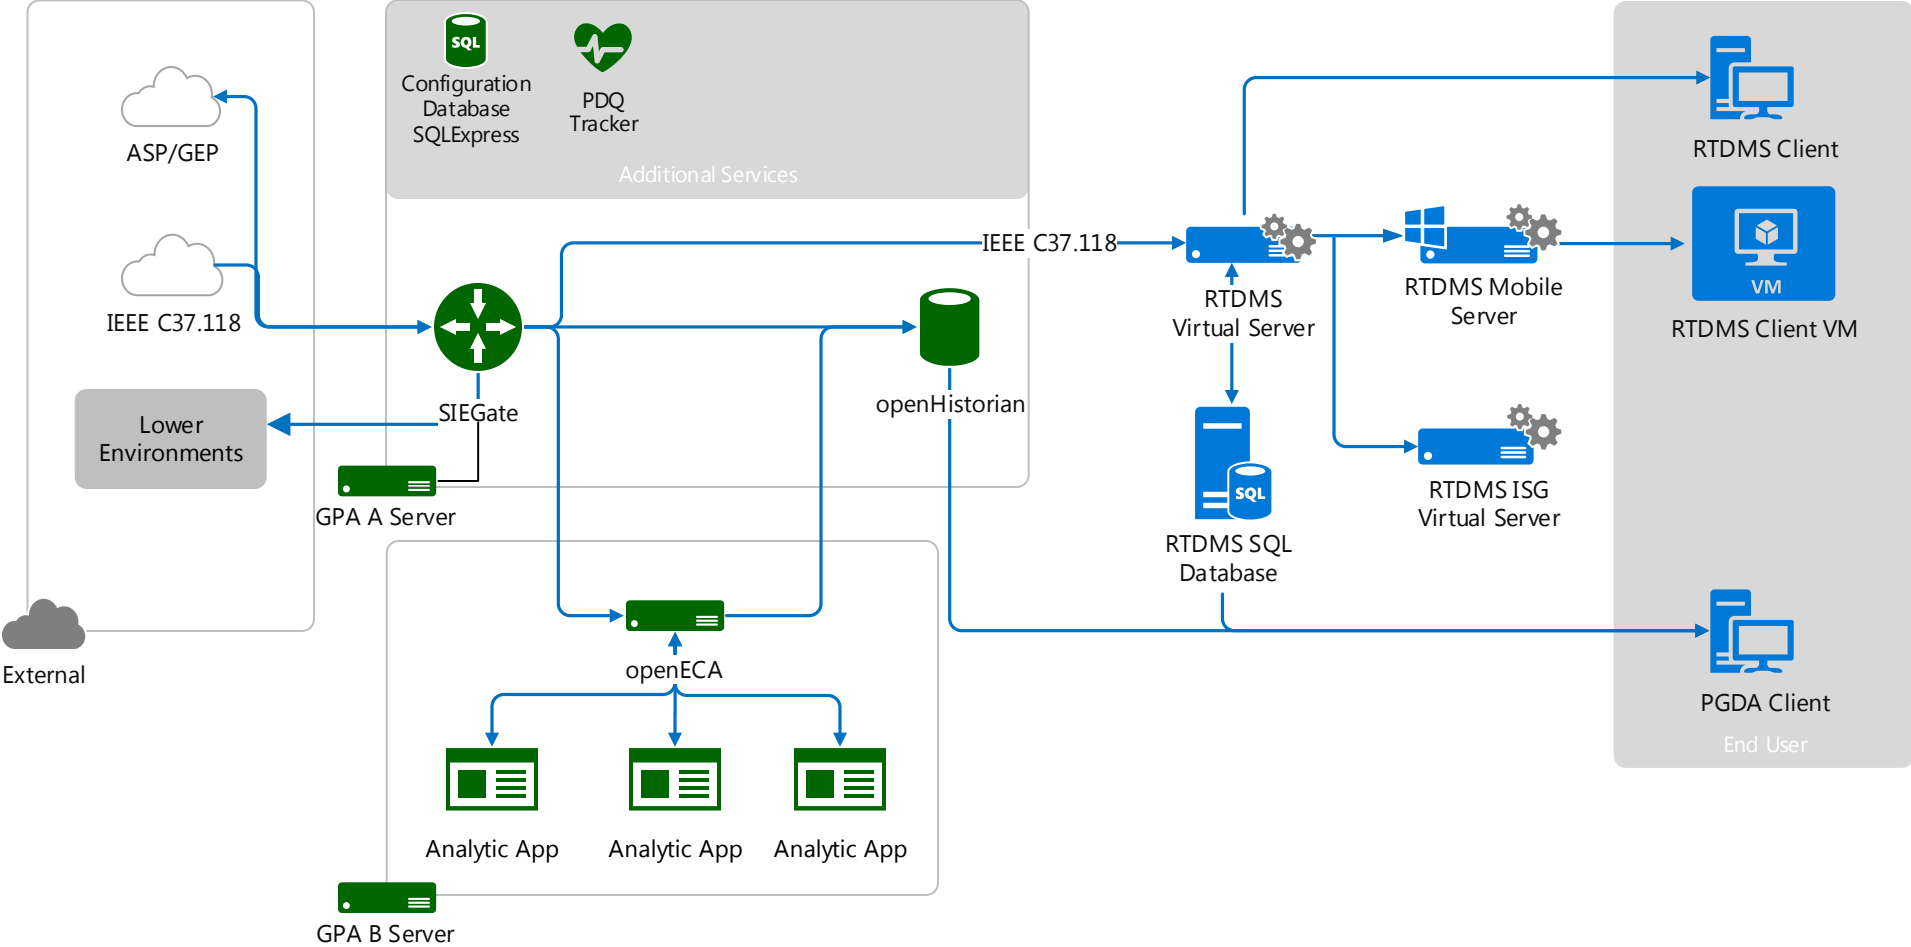 SQL
Configuration
Database
SQLExpress
PDQ
Tracker
Additional Services
ASP/GEP
IEEE C37.118
Lower
Environments
External
SIEGate
GPA A Server
openHistorian
IEEE C37.118
openECA
Analytic App
Analytic App
Analytic App
GPA B Server
RTDMS
Virtual Server
SQL
RTDMS SQL
Database
RTDMS Mobile
Server
RTDMS ISG
Virtual Server
RTDMS Client
VM
RTDMS Client VM
PGDA Client
End User